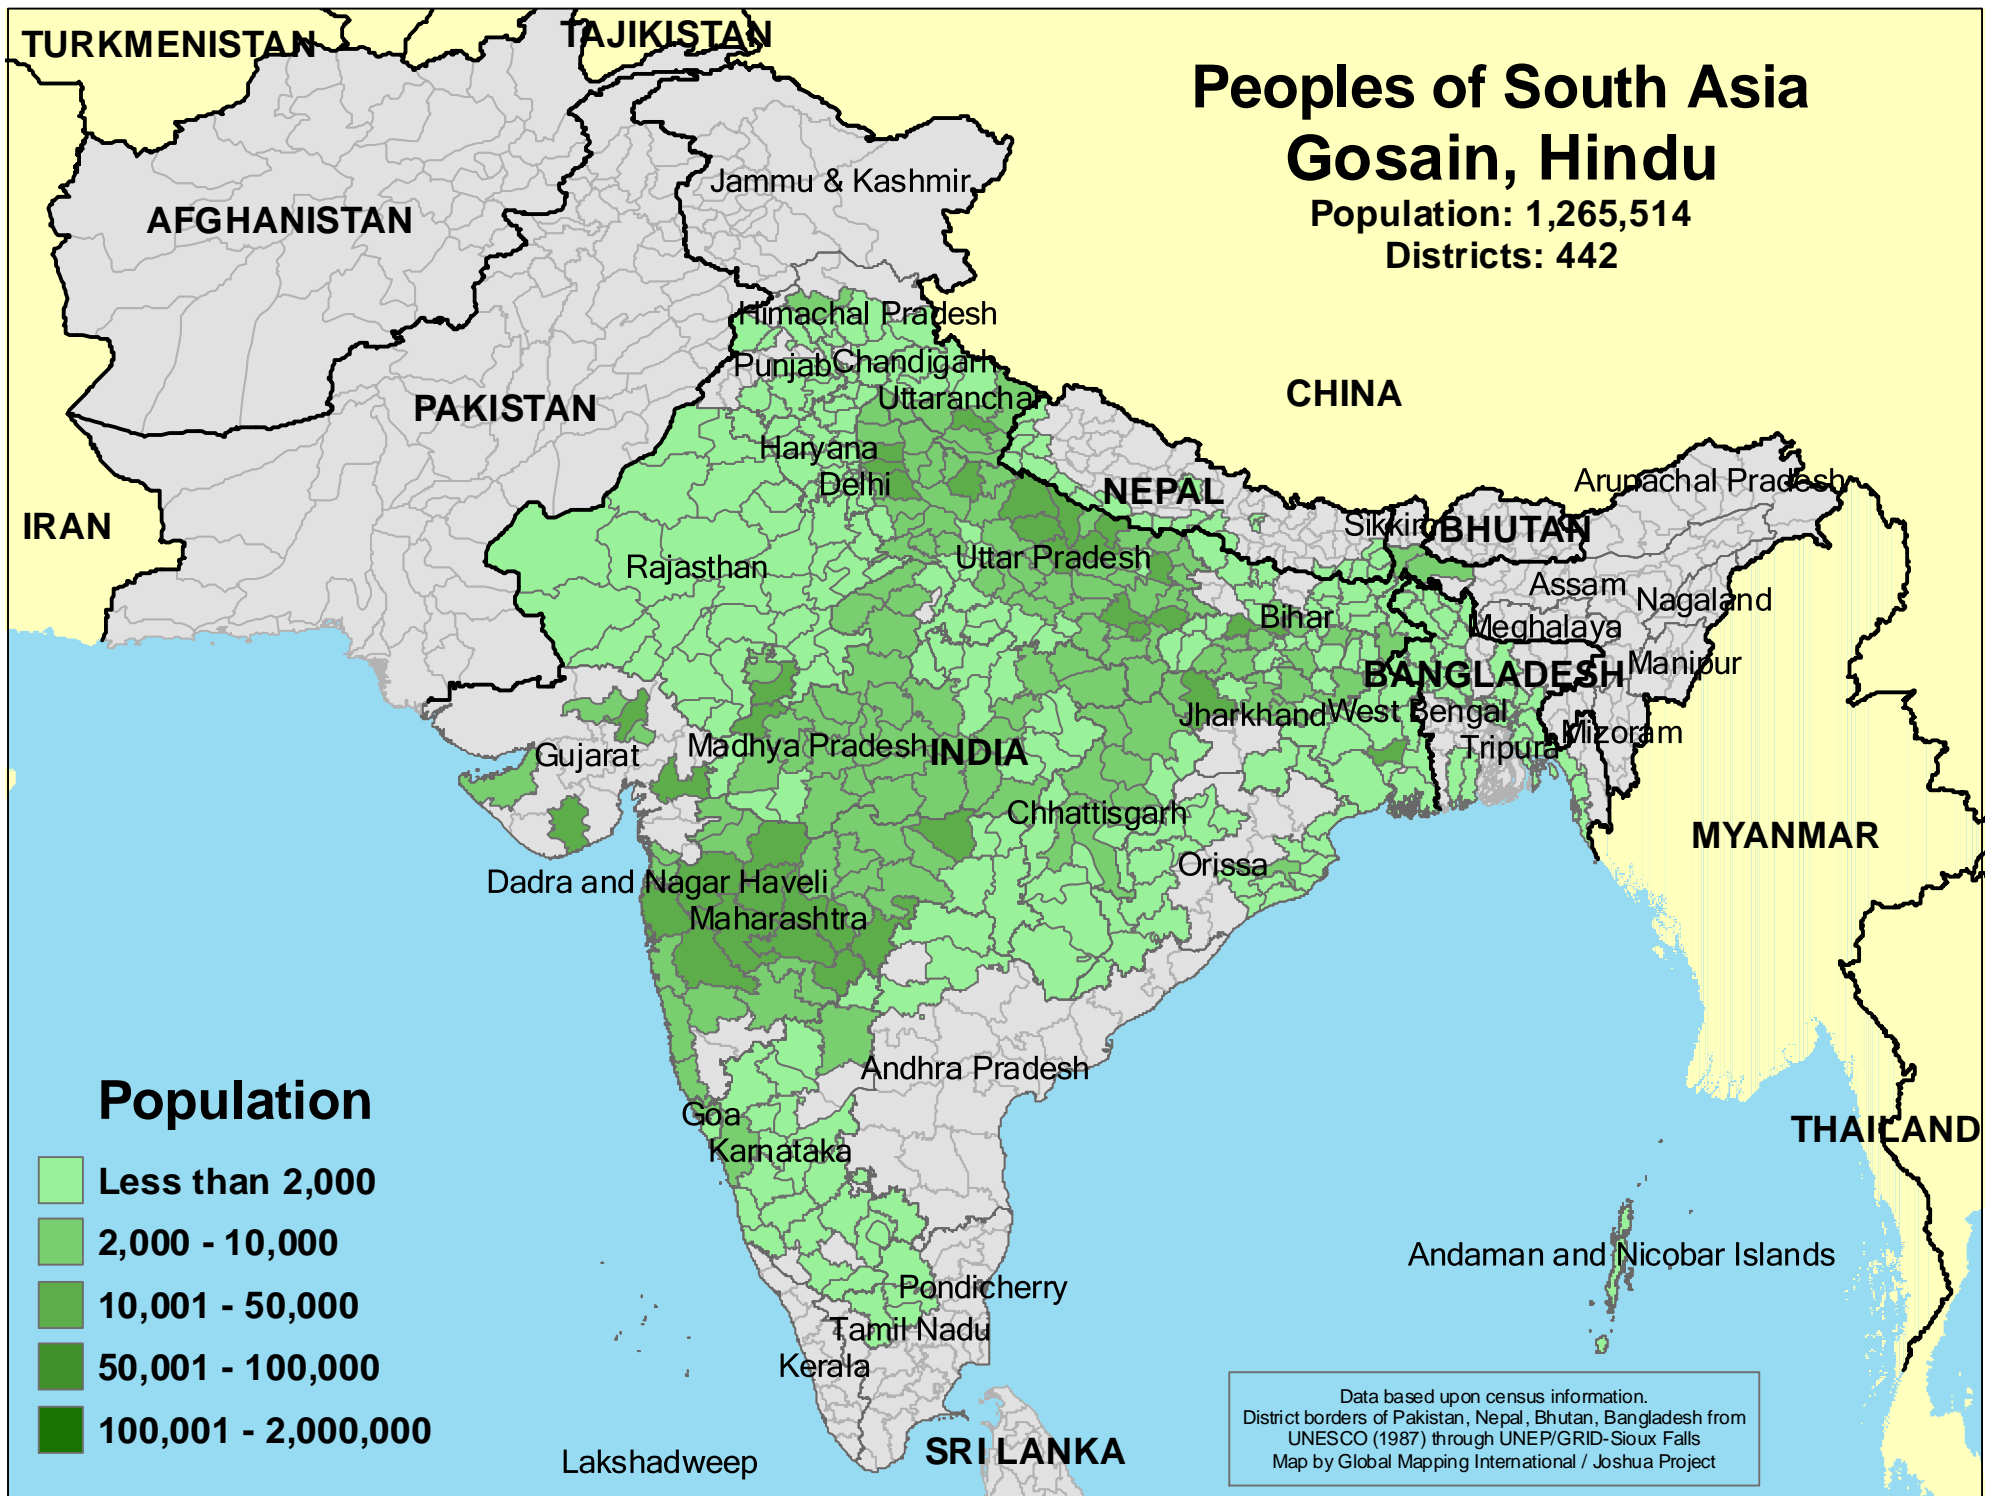 TURKMENISTAN
TAJIKISTAN
Peoples of South Asia
Gosain, Hindu
Population: 1,265,514
Districts: 442
Jammu & Kashmir
AFGHANISTAN
Himachal Pradesh
Punjab
Chandigarh
CHINA
Uttaranchal
PAKISTAN
Haryana
Delhi
NEPAL
Arunachal Pradesh
IRAN
Sikkim
BHUTAN
Rajasthan
Uttar Pradesh
Assam
Nagaland
Bihar
Meghalaya
BANGLADESH
Manipur
Jharkhand
West Bengal
Gujarat
Madhya Pradesh
INDIA
Tripura
Mizoram
Chhattisgarh
MYANMAR
Orissa
Dadra and Nagar Haveli
Maharashtra
Andhra Pradesh
Goa
Karnataka
THAILAND
Andaman and Nicobar Islands
Pondicherry
Tamil Nadu
Kerala
Lakshadweep
SRI LANKA
Population
Less than 2,000
2,000 - 10,000
10,001 - 50,000
50,001 - 100,000
100,001 - 2,000,000
Data based upon census information.
District borders of Pakistan, Nepal, Bhutan, Bangladesh from
UNESCO (1987) through UNEP/GRID-Sioux Falls
Map by Global Mapping International / Joshua Project